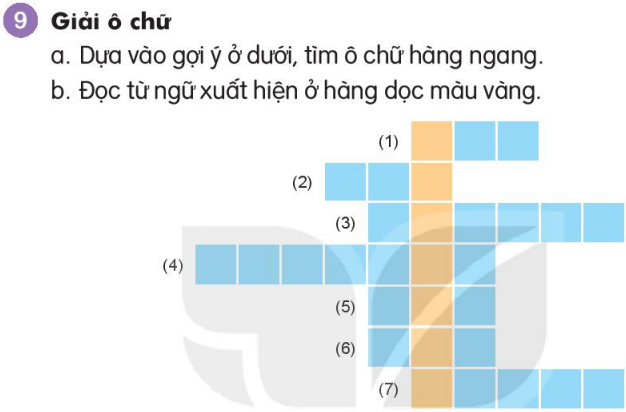 9 Giải ô chữ
a. Dựa vào gợi ý ở dưới, tìm ô chữ hàng ngang.
b. Đọc từ ngữ xuất hiện ở hàng dọc màu vàng.
(1)
(2)
(3)
(4)
(5)
(6)
(7)